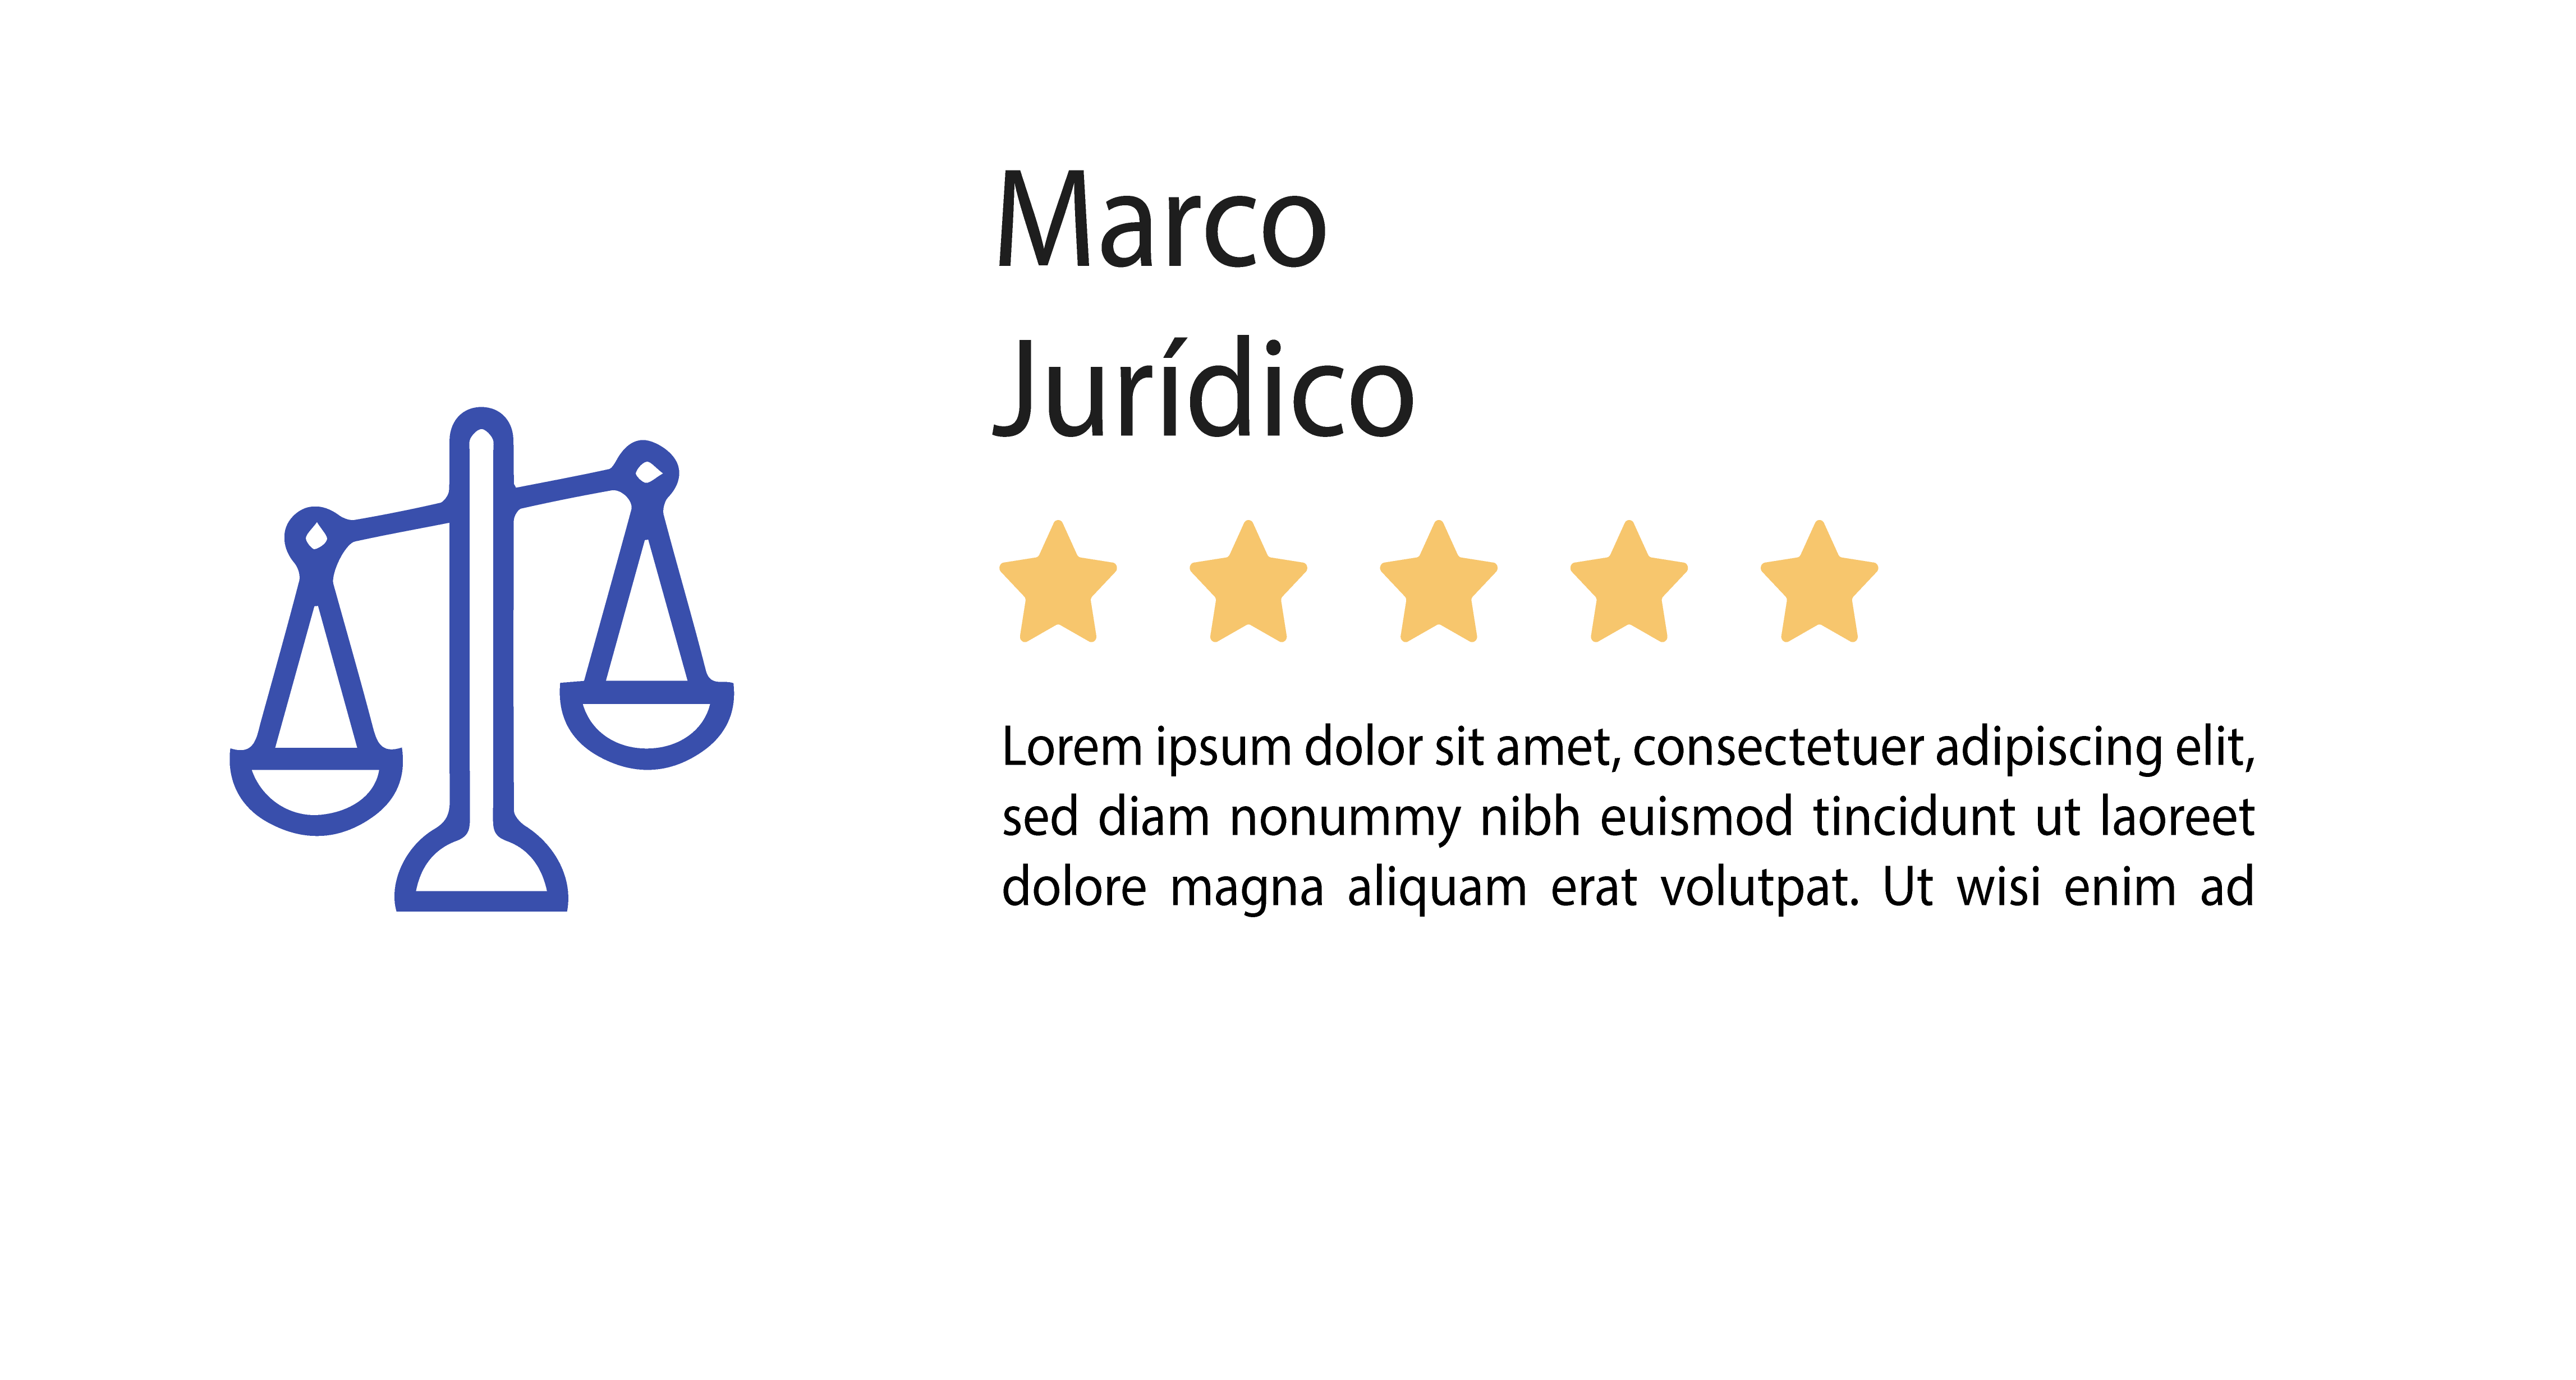 Marco
Jurídico
Lorem ipsum dolor sit amet, consectetuer adipiscing elit,
sed diam nonummy nibh euismod tincidunt ut laoreet
dolore magna aliquam erat volutpat. Ut wisi enim ad